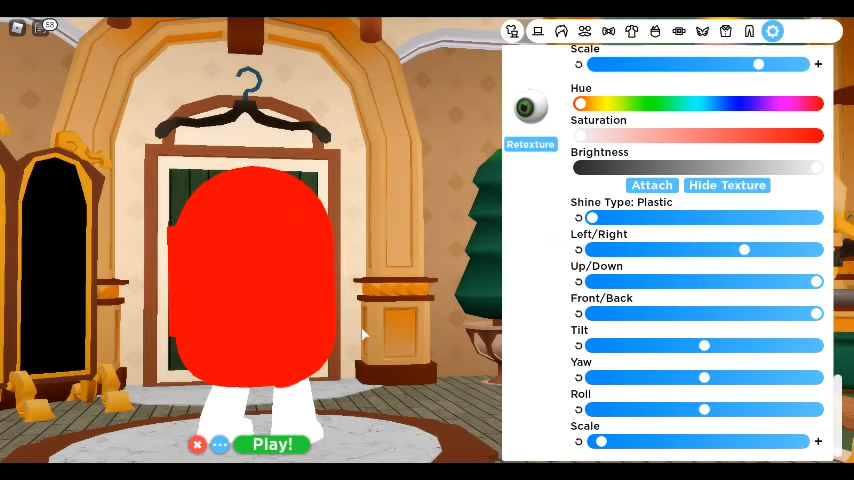 58
Scale
+
Hue
Saturation
Retexture
Brightness
Attach Hide Texture
Shine Type: Plastic
Left/Right
Up/Down
Front/Back
Tilt
Yaw
Roll
Scale
+
Play!